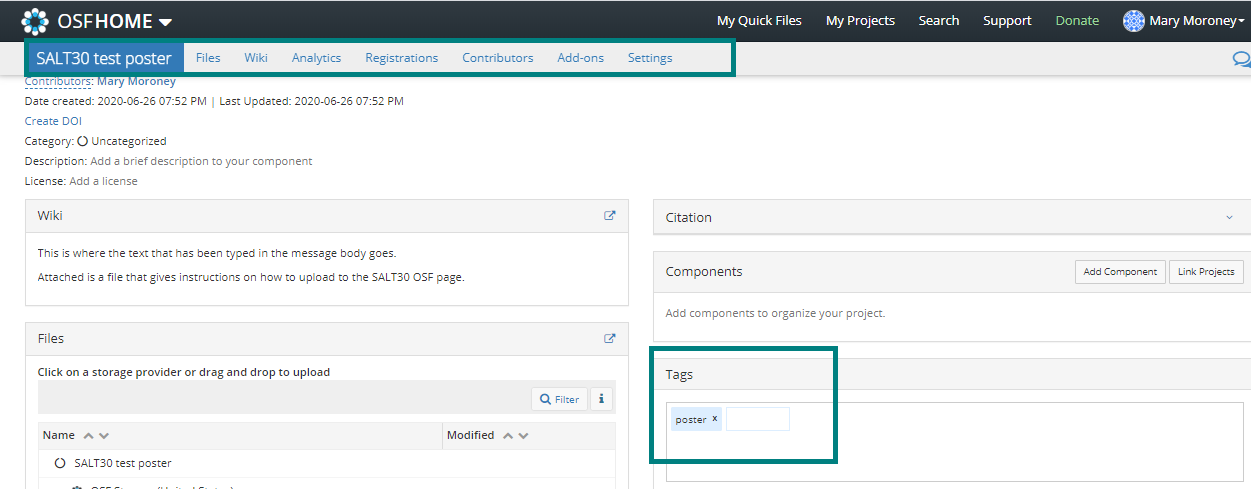 OSFHOME
My Quick Files My Projects Search Support Donate Mary Moroney
SALT30 test poster Files Wiki Analytics Registrations Contributors Add-ons Settings
Contributors: Mary Moroney
Date created: 2020-06-26 07:52 PM | Last Updated: 2020-06-26 07:52 PM
Create DOI
Category: Uncategorized
Description: Add a brief description to your component
License: Add a license
Wiki
This is where the text that has been typed in the message body goes.
Attached is a file that gives instructions on how to upload to the SALT30 OSF page.
Files
Click on a storage provider or drag and drop to upload
Filter i
Name Modified
SALT30 test poster
OSF Storage (United States)
Citation
Components Add Component Link Projects
Add components to organize your project.
Tags
poster x